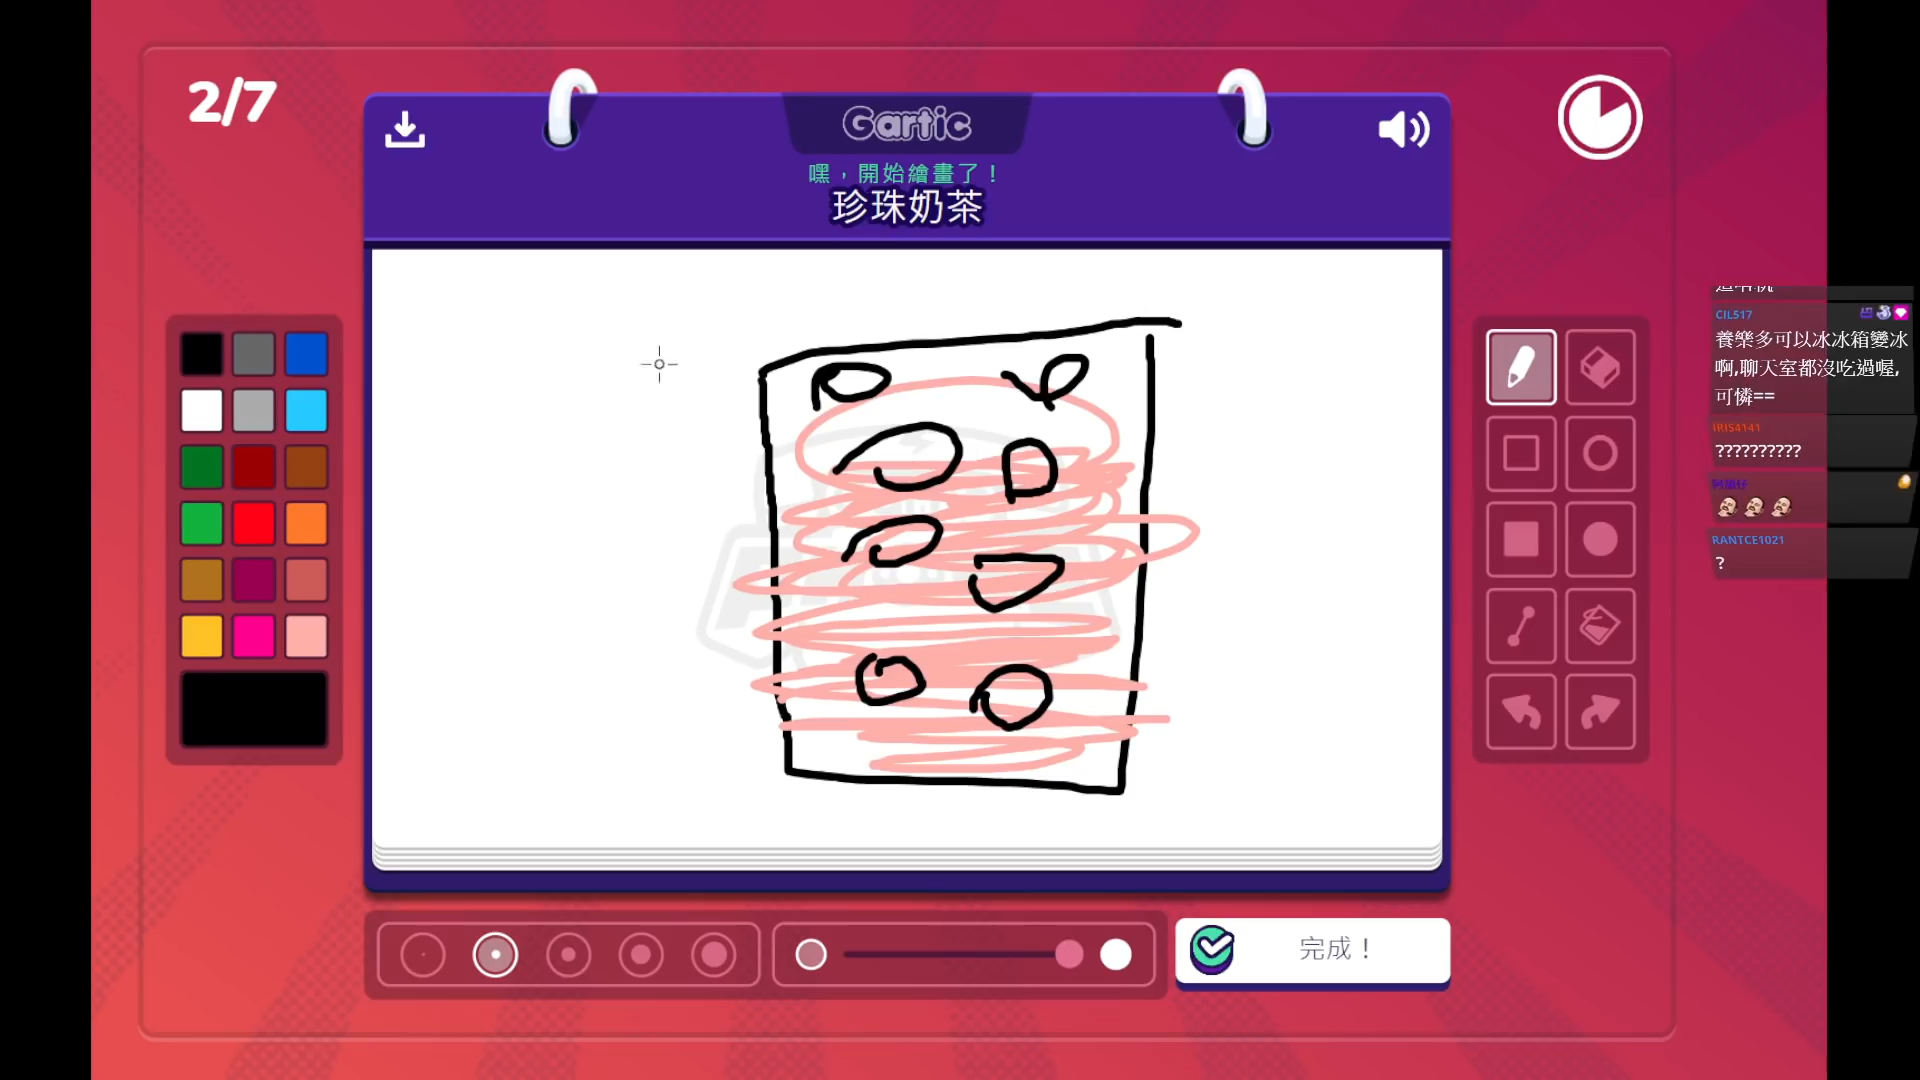 2/7
Gartic
嘿，開始繪畫了！
珍珠奶茶
CIL517
養樂多可以冰冰箱變冰
啊,聊天室都沒吃過喔,
可憐==
IRIS4141
??????????
RANTCE1021
?
完成！